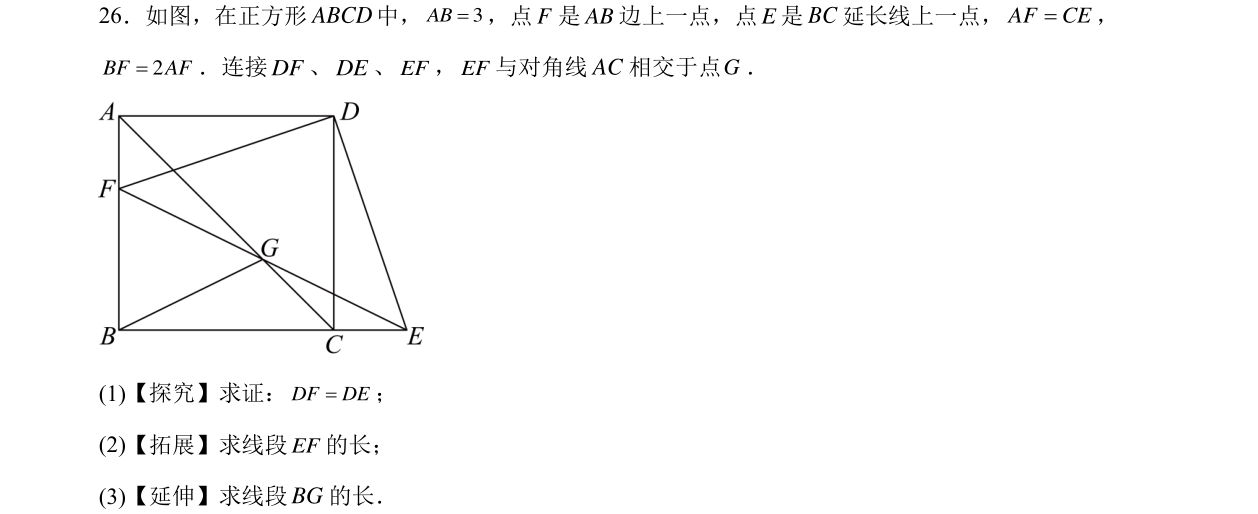 26．如图，在正方形ABCD中，AB=3，点F是AB边上一点，点E是BC延长线上一点，AF=CE，
BF=2AF．连接DF、DE、EF，EF与对角线AC相交于点G．
A
D
F
G
B
C
E
(1)【探究】求证：DF=DE；
(2)【拓展】求线段EF的长；
(3)【延伸】求线段BG的长．